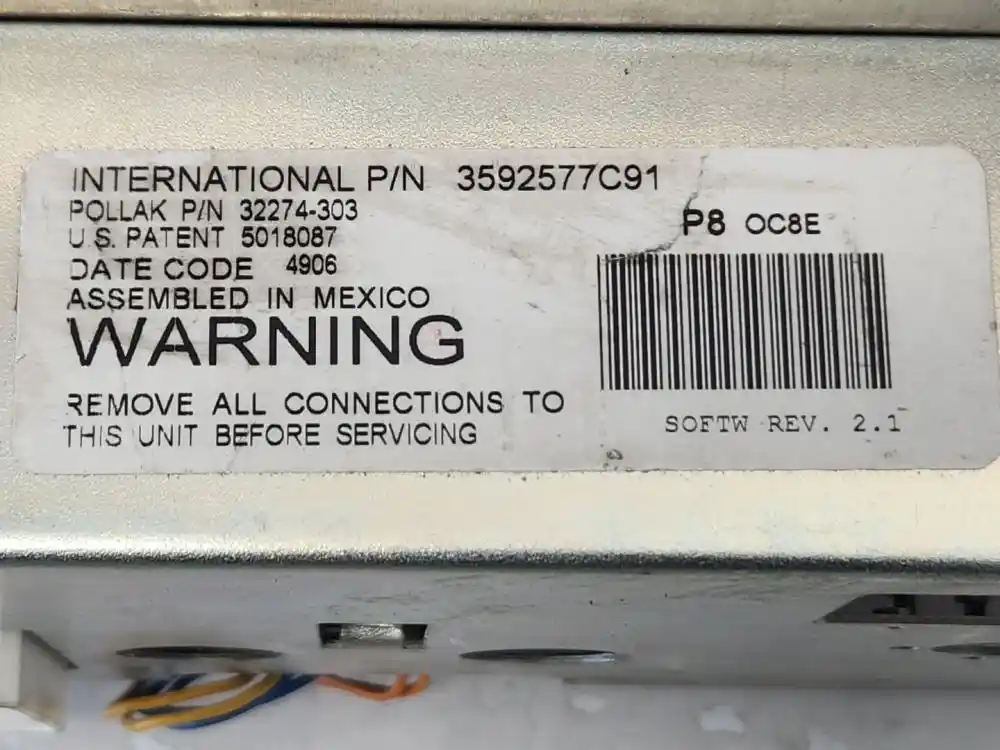 INTERNATIONAL P/N 3592577C91
POLLAK P/N 32274-303
U.S. PATENT 5018087
DATE CODE 4906
ASSEMBLED IN MEXICO
WARNING
REMOVE ALL CONNECTIONS TO
THIS UNIT BEFORE SERVICING
P8 OC8E
SOFTW REV. 2.1